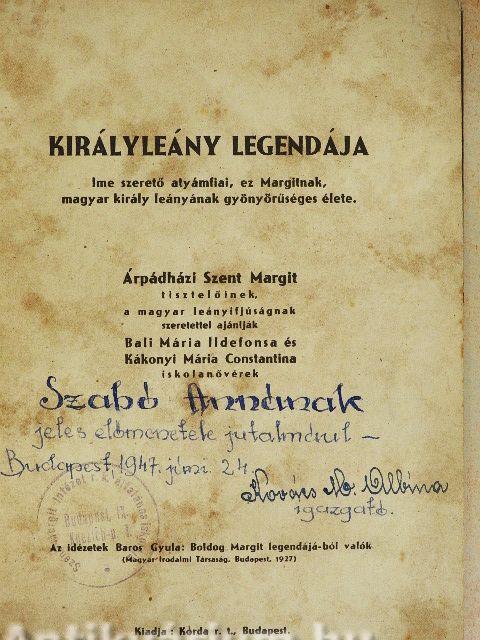 KIRÁLYLEÁNY LEGENDÁJA
Ime szerető atyámfiai, ez Margitnak,
magyar király leányának gyönyörűséges élete.
Árpádházi Szent Margit
tisztelőinek,
a magyar leányifjúságnak
szeretettel ajánlják
Bali Mária Ildefonsa és
Kákonyi Mária Constantina
iskolanővérek
Szabó Annának
jeles előmenetele jutalmául —
Budapest, 1947. júni. 24.
Kovács M. Albina
igazgató.
Budapest, IX.
Az idézetek Baros Gyula: Boldog Margit legendájá-ból valók
(Magyar Irodalmi Társaság, Budapest, 1927)
Kiadja: Korda r. t., Budapest.